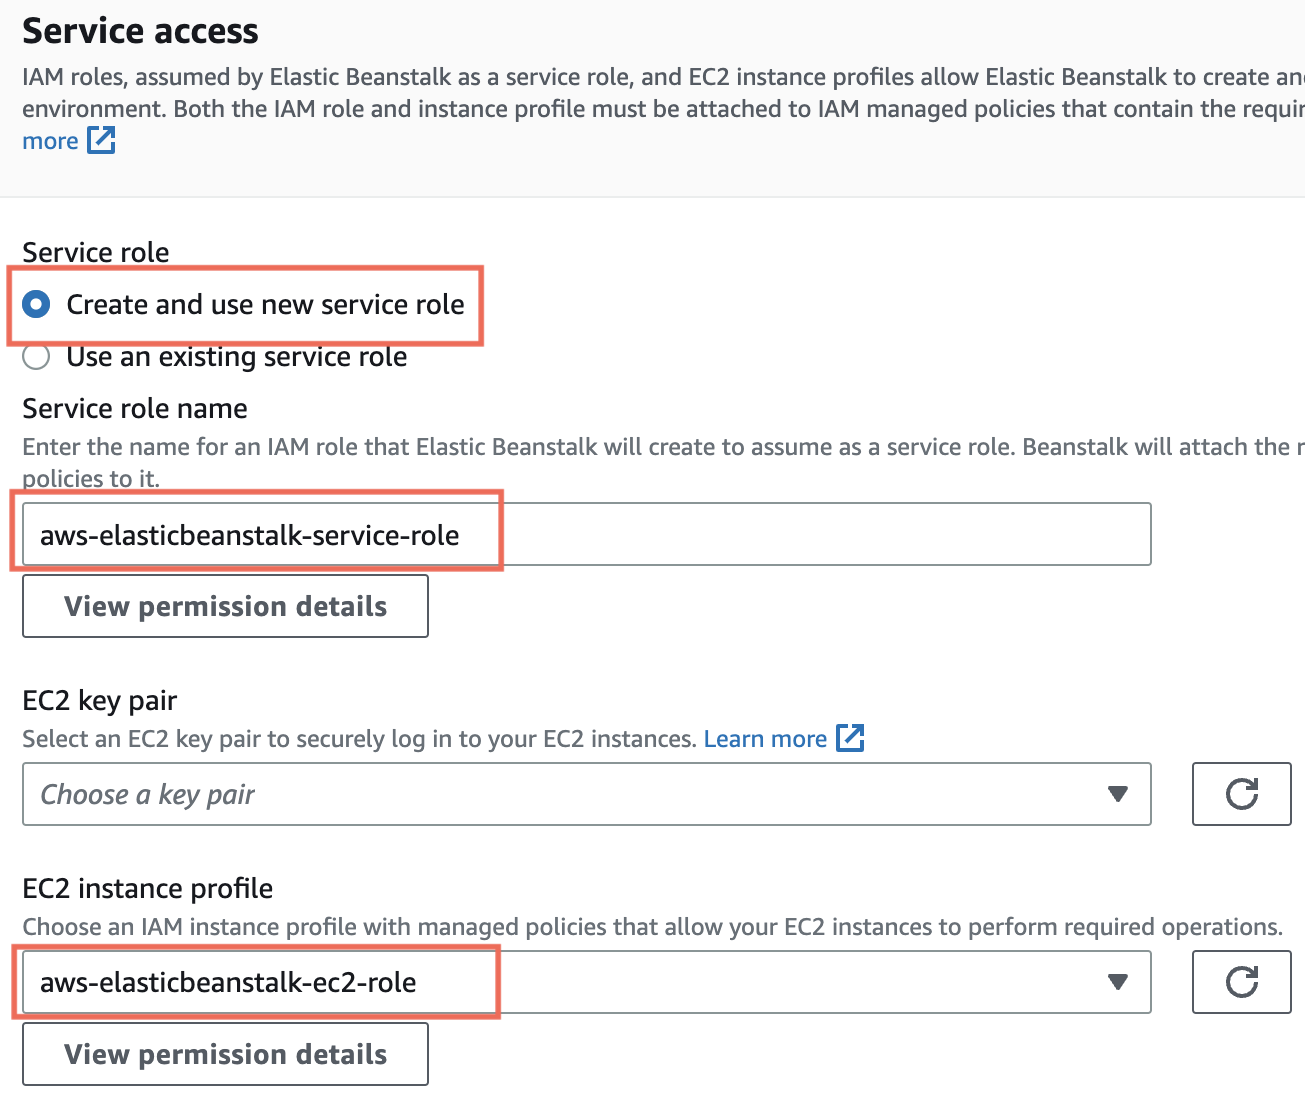 Service access
IAM roles, assumed by Elastic Beanstalk as a service role, and EC2 instance profiles allow Elastic Beanstalk to create
environment. Both the IAM role and instance profile must be attached to IAM managed policies that contain the
more
Service role
Create and use new service role
Use an existing service role
Service role name
Enter the name for an IAM role that Elastic Beanstalk will create to assume as a service role. Beanstalk will attach the
policies to it.
aws-elasticbeanstalk-service-role
View permission details
EC2 key pair
Select an EC2 key pair to securely log in to your EC2 instances. Learn more
Choose a key pair
EC2 instance profile
Choose an IAM instance profile with managed policies that allow your EC2 instances to perform required operations.
aws-elasticbeanstalk-ec2-role
View permission details